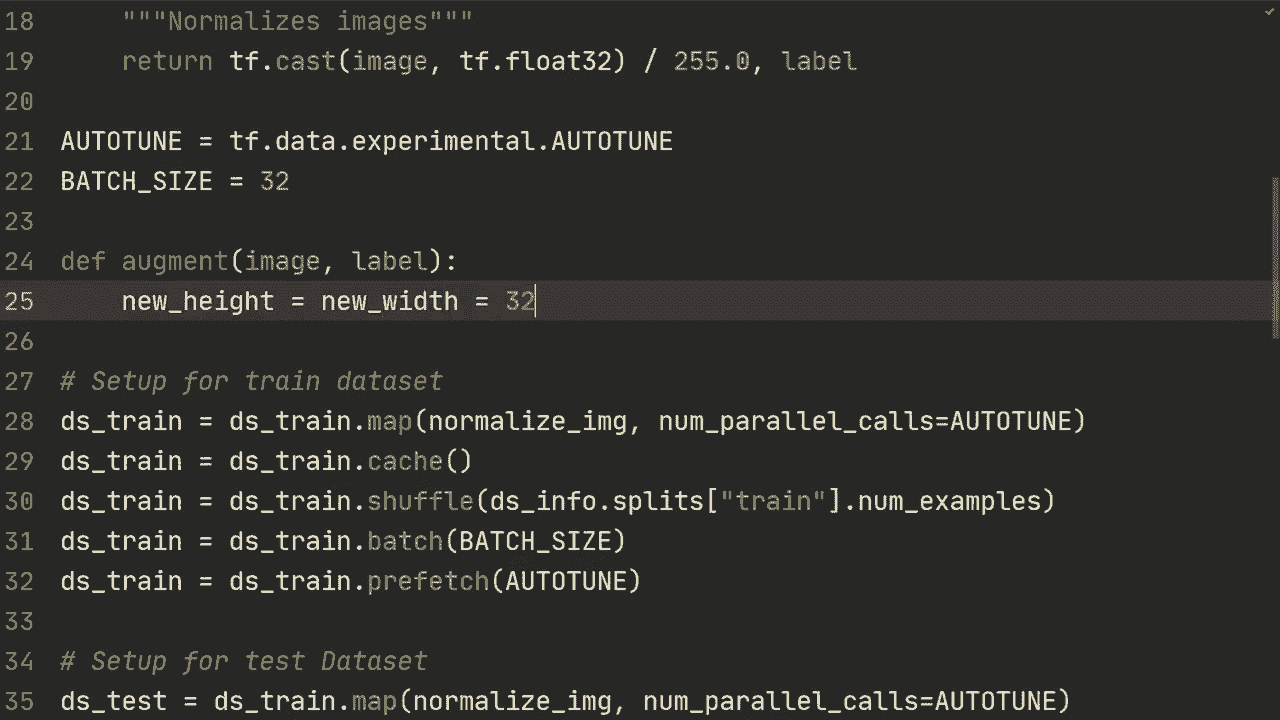 18     """Normalizes images"""
19     return tf.cast(image, tf.float32) / 255.0, label
20
21 AUTOTUNE = tf.data.experimental.AUTOTUNE
22 BATCH_SIZE = 32
23
24 def augment(image, label):
25     new_height = new_width = 32
26
27 # Setup for train dataset
28 ds_train = ds_train.map(normalize_img, num_parallel_calls=AUTOTUNE)
29 ds_train = ds_train.cache()
30 ds_train = ds_train.shuffle(ds_info.splits["train"].num_examples)
31 ds_train = ds_train.batch(BATCH_SIZE)
32 ds_train = ds_train.prefetch(AUTOTUNE)
33
34 # Setup for test Dataset
35 ds_test = ds_train.map(normalize_img, num_parallel_calls=AUTOTUNE)